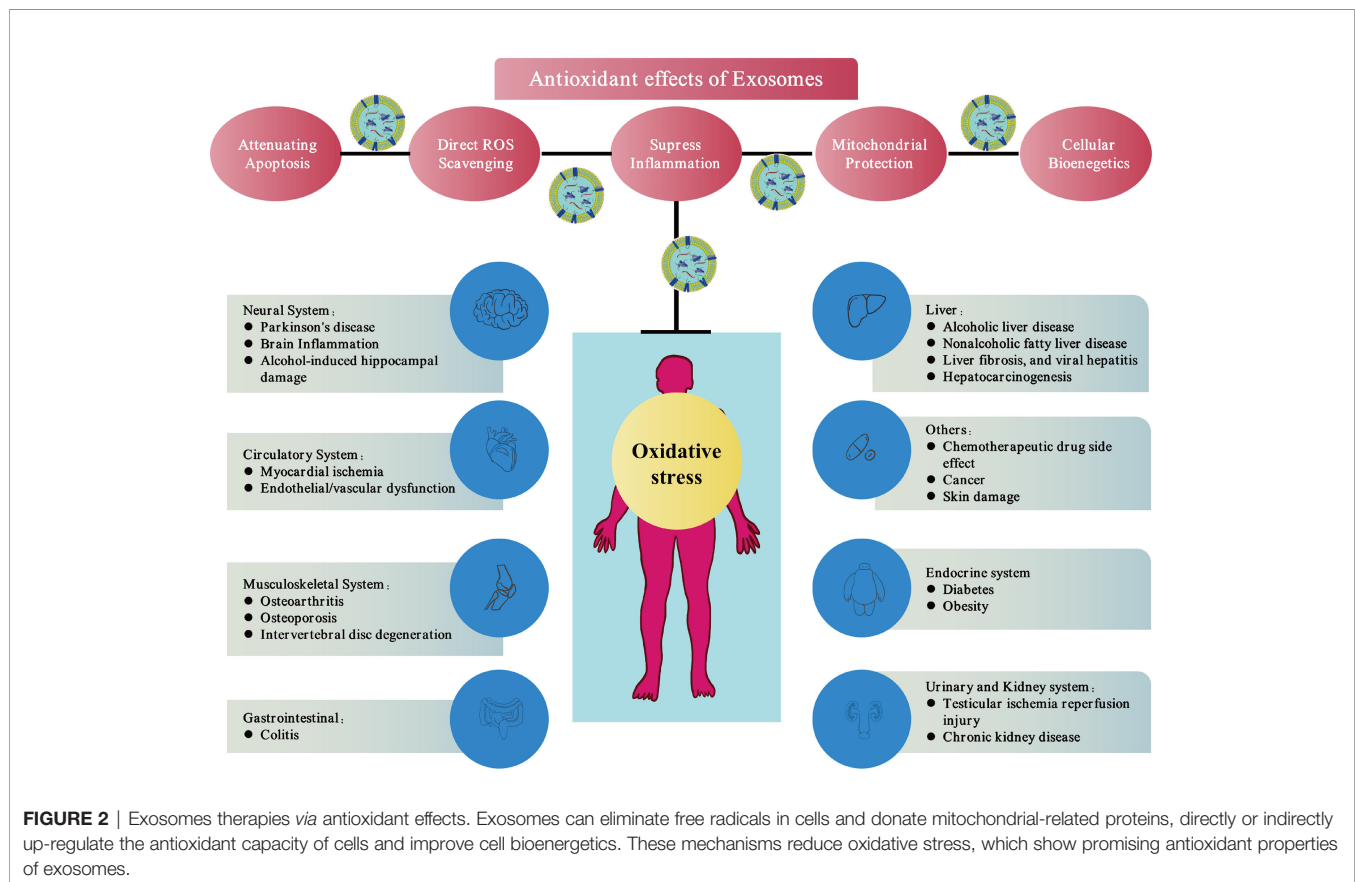 Antioxidant effects of Exosomes
Attenuating
Apoptosis
Direct ROS
Scavenging
Supress
Inflammation
Mitochondrial
Protection
Cellular
Bioenegetics
Neural System：
● Parkinson's disease
● Brain Inflammation
● Alcohol-induced hippocampal
damage
Circulatory System：
● Myocardial ischemia
● Endothelial/vascular dysfunction
Musculoskeletal System：
● Osteoarthritis
● Osteoporosis
● Intervertebral disc degeneration
Gastrointestinal：
● Colitis
Oxidative
stress
Liver：
● Alcoholic liver disease
● Nonalcoholic fatty liver disease
● Liver fibrosis, and viral hepatitis
● Hepatocarcinogenesis
Others：
● Chemotherapeutic drug side
effect
● Cancer
● Skin damage
Endocrine system
● Diabetes
● Obesity
Urinary and Kidney system：
● Testicular ischemia reperfusion
injury
● Chronic kidney disease
FIGURE 2 | Exosomes therapies via antioxidant effects. Exosomes can eliminate free radicals in cells and donate mitochondrial-related proteins, directly or indirectly
up-regulate the antioxidant capacity of cells and improve cell bioenergetics. These mechanisms reduce oxidative stress, which show promising antioxidant properties
of exosomes.